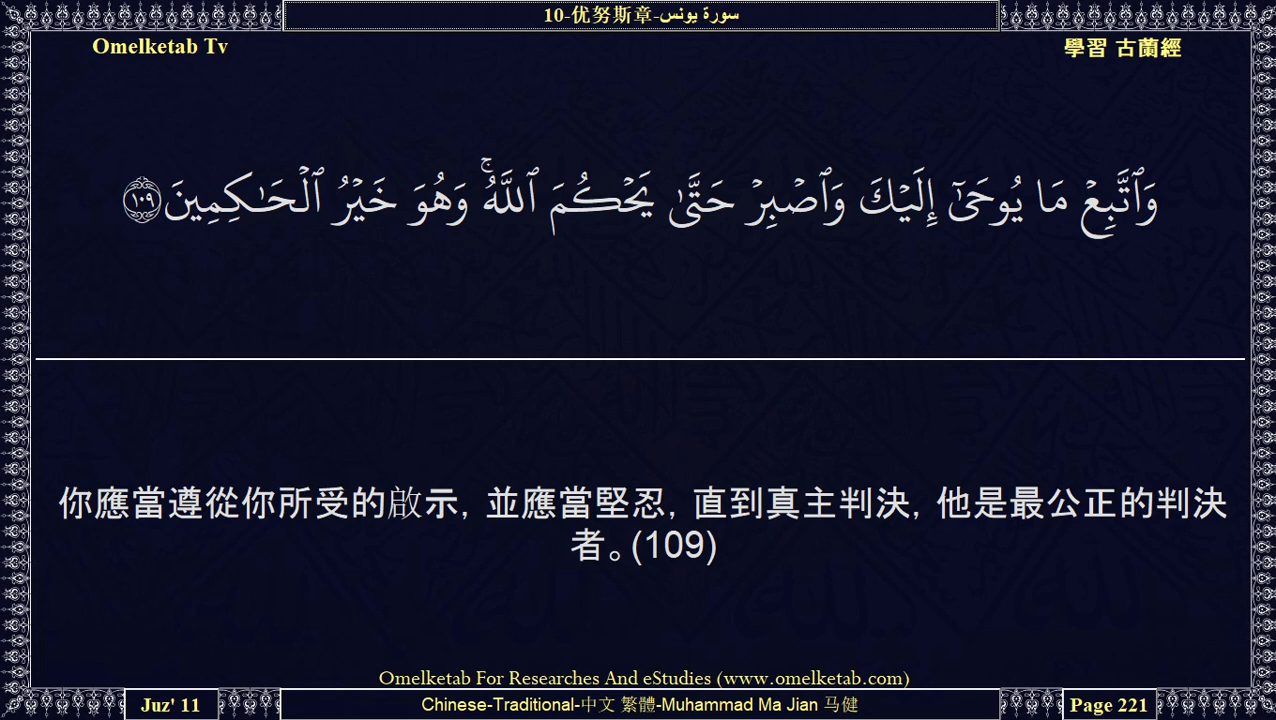 10-优努斯章-سورة يونس
Omelketab Tv
學習 古蘭經
وَٱتَّبِعۡ مَا يُوحَىٰٓ إِلَيۡكَ وَٱصۡبِرۡ حَتَّىٰ يَحۡكُمَ ٱللَّهُۚ وَهُوَ خَيۡرُ ٱلۡحَٰكِمِينَ ١٠٩
你應當遵從你所受的啟示, 並應當堅忍, 直到真主判決, 他是最公正的判決
者。(109)
Omelketab For Researches And eStudies (www.omelketab.com)
Juz' 11
Chinese-Traditional-中文 繁體-Muhammad Ma Jian 马健
Page 221